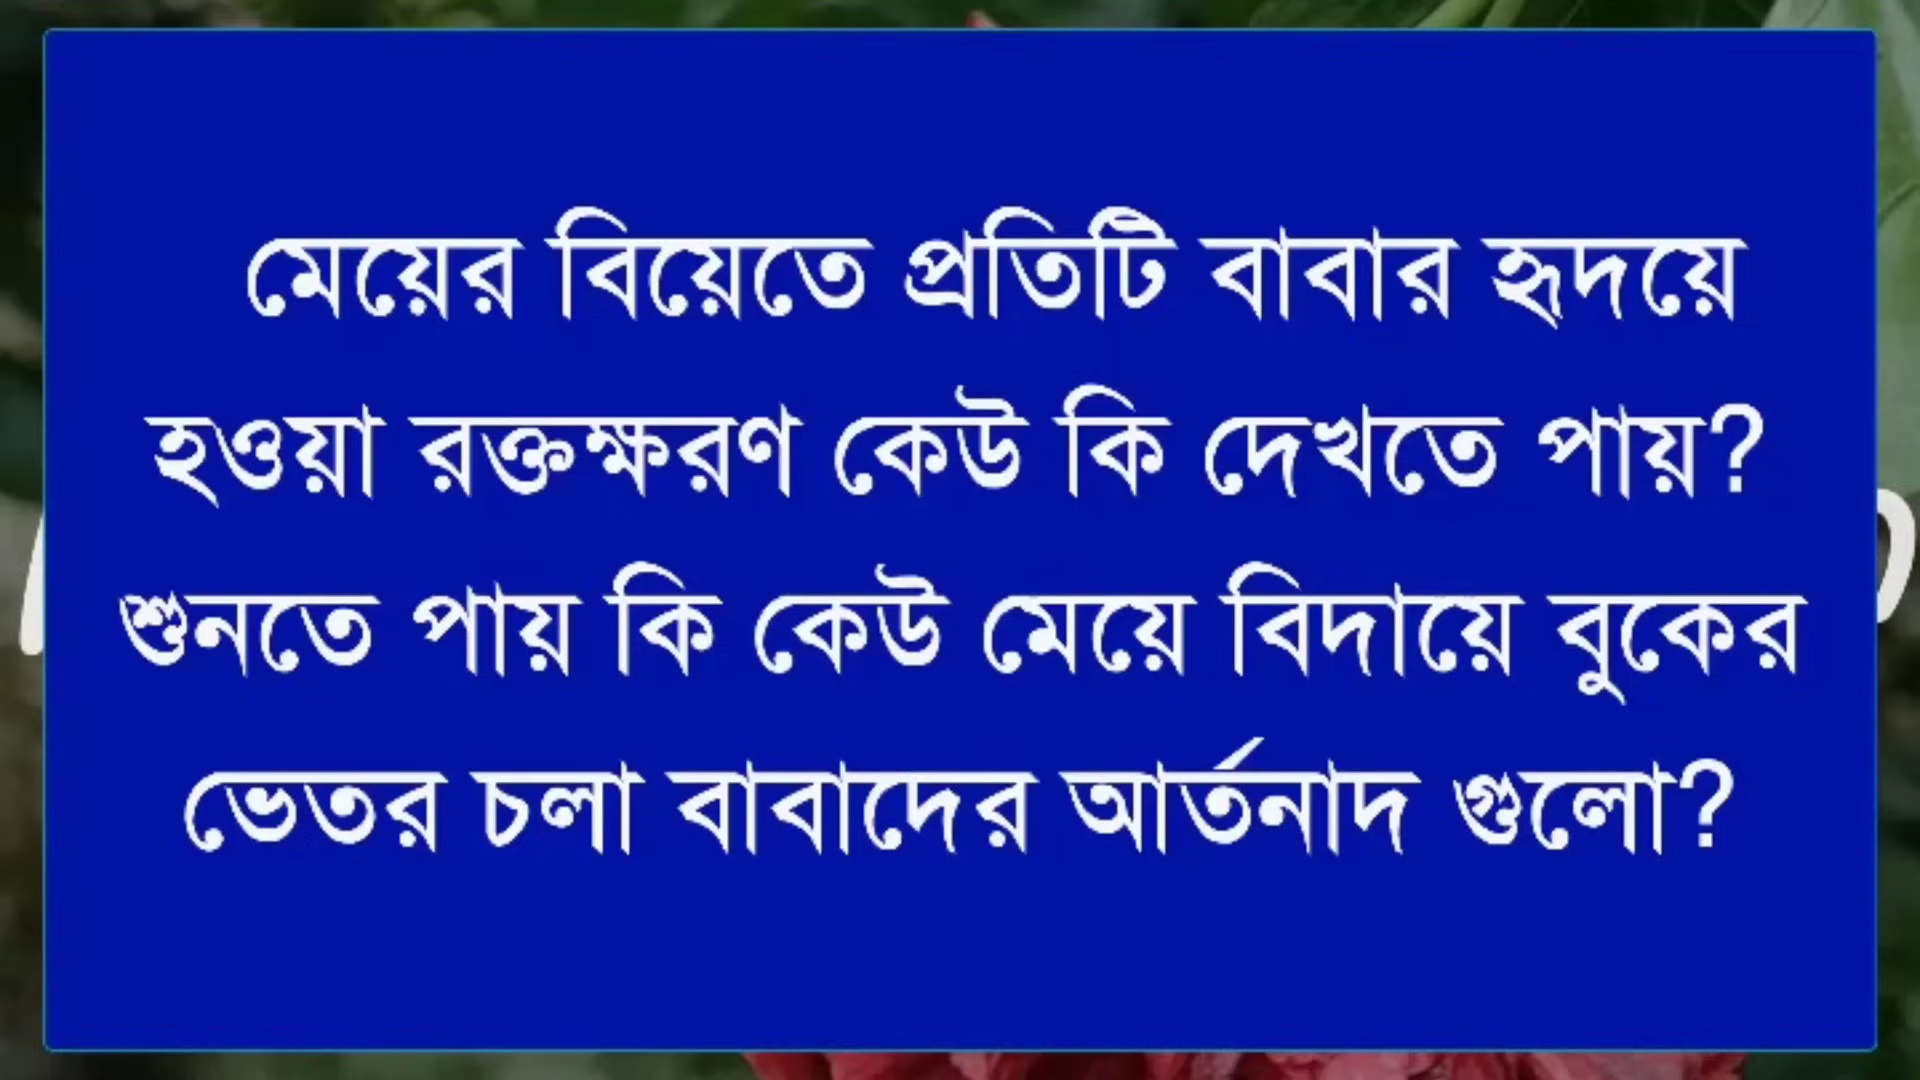 মেয়ের বিয়েতে প্রতিটি বাবার হৃদয়ে
হওয়া রক্তক্ষরণ কেউ কি দেখতে পায়?
শুনতে পায় কি কেউ মেয়ে বিদায়ে বুকের
ভেতর চলা বাবাদের আর্তনাদ গুলো?